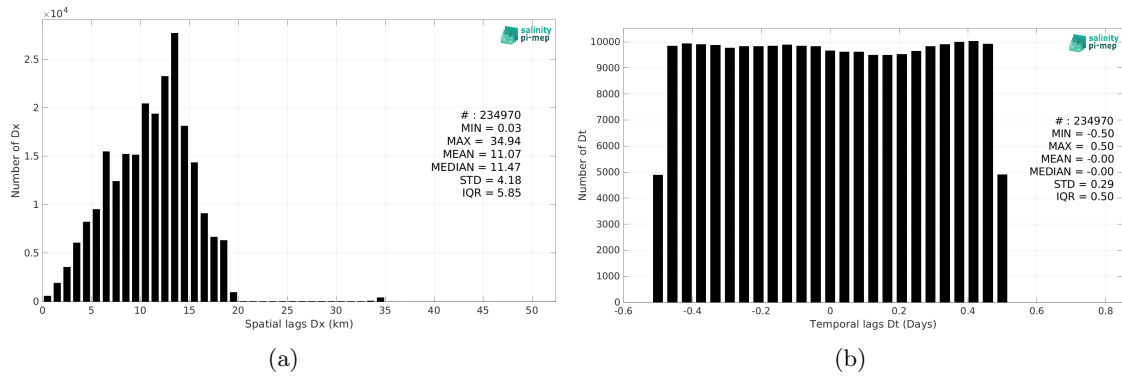 ×10⁴
2.5
2
1.5
1
0.5
0
0 5 10 15 20 25 30 35 40 45 50
Number of Dx
Spatial lags Dx (km)
salinity
pi-mep
# : 234970
MIN = 0.03
MAX = 34.94
MEAN = 11.07
MEDIAN = 11.47
STD = 4.18
IQR = 5.85
(a)
10000
9000
8000
7000
6000
5000
4000
3000
2000
1000
0
-0.6 -0.4 -0.2 0 0.2 0.4 0.6 0.8
Number of Dt
Temporal lags Dt (Days)
salinity
pi-mep
# : 234970
MIN = -0.50
MAX = 0.50
MEAN = -0.00
MEDIAN = -0.00
STD = 0.29
IQR = 0.50
(b)